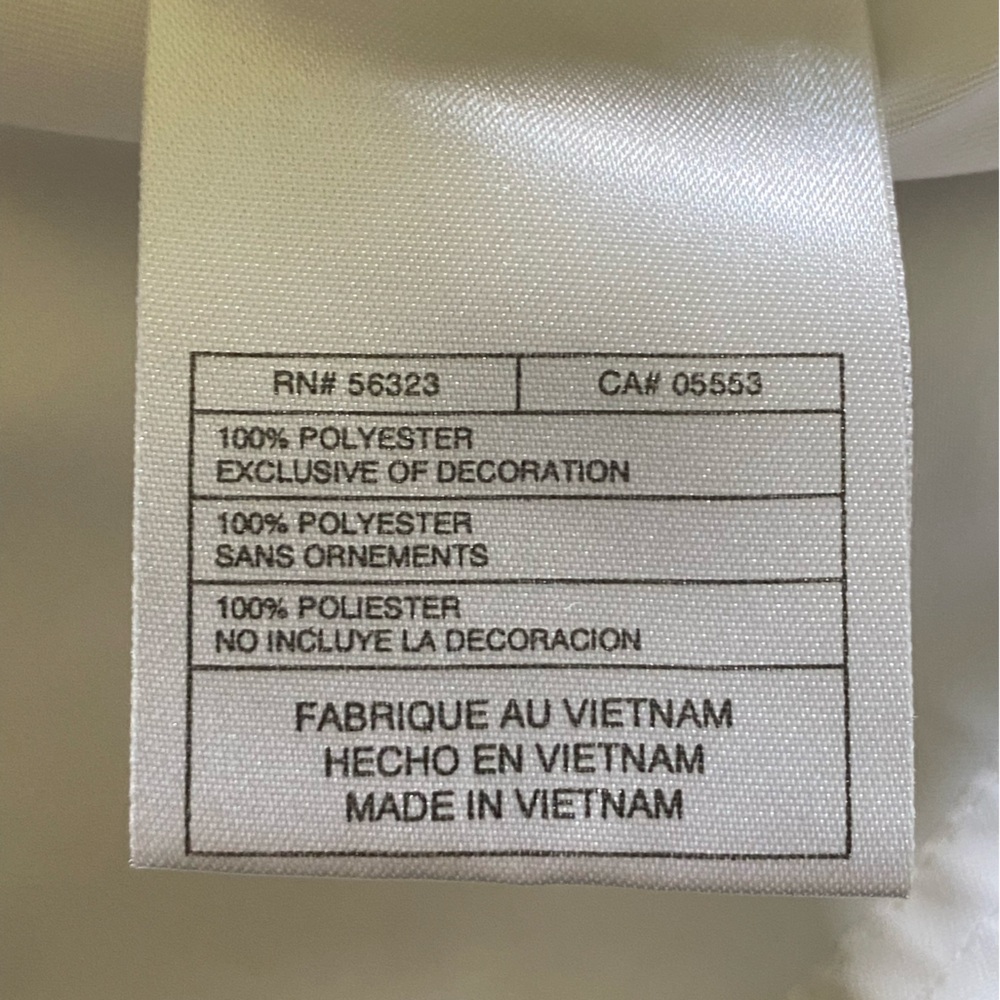 RN# 56323 CA# 05553
100% POLYESTER
EXCLUSIVE OF DECORATION
100% POLYESTER
SANS ORNEMENTS
100% POLIESTER
NO INCLUYE LA DECORACION
FABRIQUE AU VIETNAM
HECHO EN VIETNAM
MADE IN VIETNAM